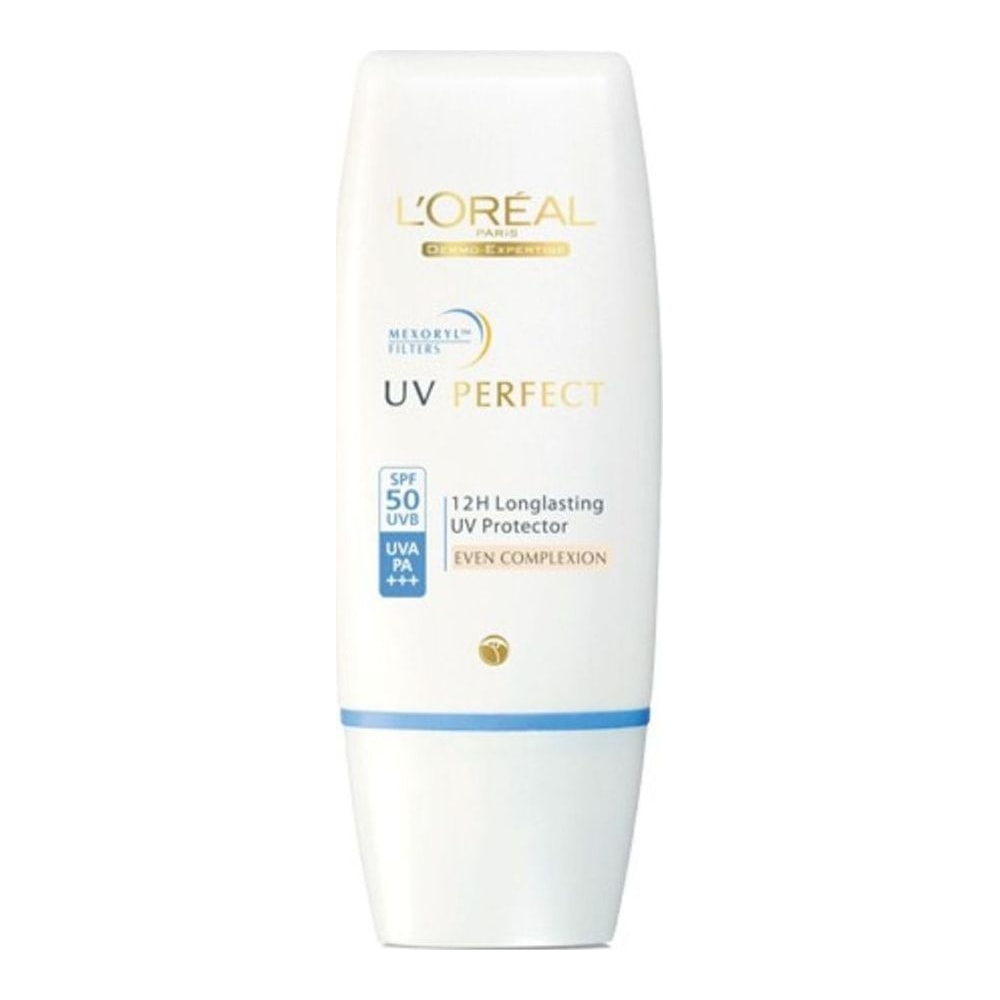 L'ORÉAL
PARIS
DERMO-EXPERTISE
MEXORYL™
FILTERS
UV PERFECT
SPF
50
UVB
UVA
PA
+++
12H Longlasting
UV Protector
EVEN COMPLEXION